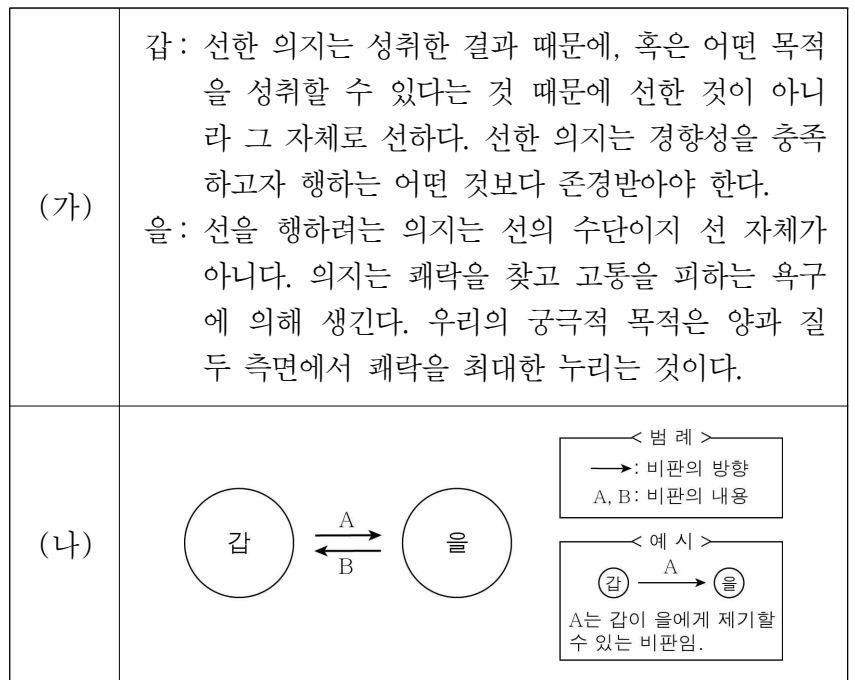 (가)
갑 : 선한 의지는 성취한 결과 때문에, 혹은 어떤 목적
을 성취할 수 있다는 것 때문에 선한 것이 아니
라 그 자체로 선하다. 선한 의지는 경향성을 충족
하고자 행하는 어떤 것보다 존경받아야 한다.
을 : 선을 행하려는 의지는 선의 수단이지 선 자체가
아니다. 의지는 쾌락을 찾고 고통을 피하는 욕구
에 의해 생긴다. 우리의 궁극적 목적은 양과 질
두 측면에서 쾌락을 최대한 누리는 것이다.
(나)
갑
A
B
을
< 범 례 >
→ : 비판의 방향
A, B : 비판의 내용
< 예 시 >
갑 A 을
A는 갑이 을에게 제기할
수 있는 비판임.